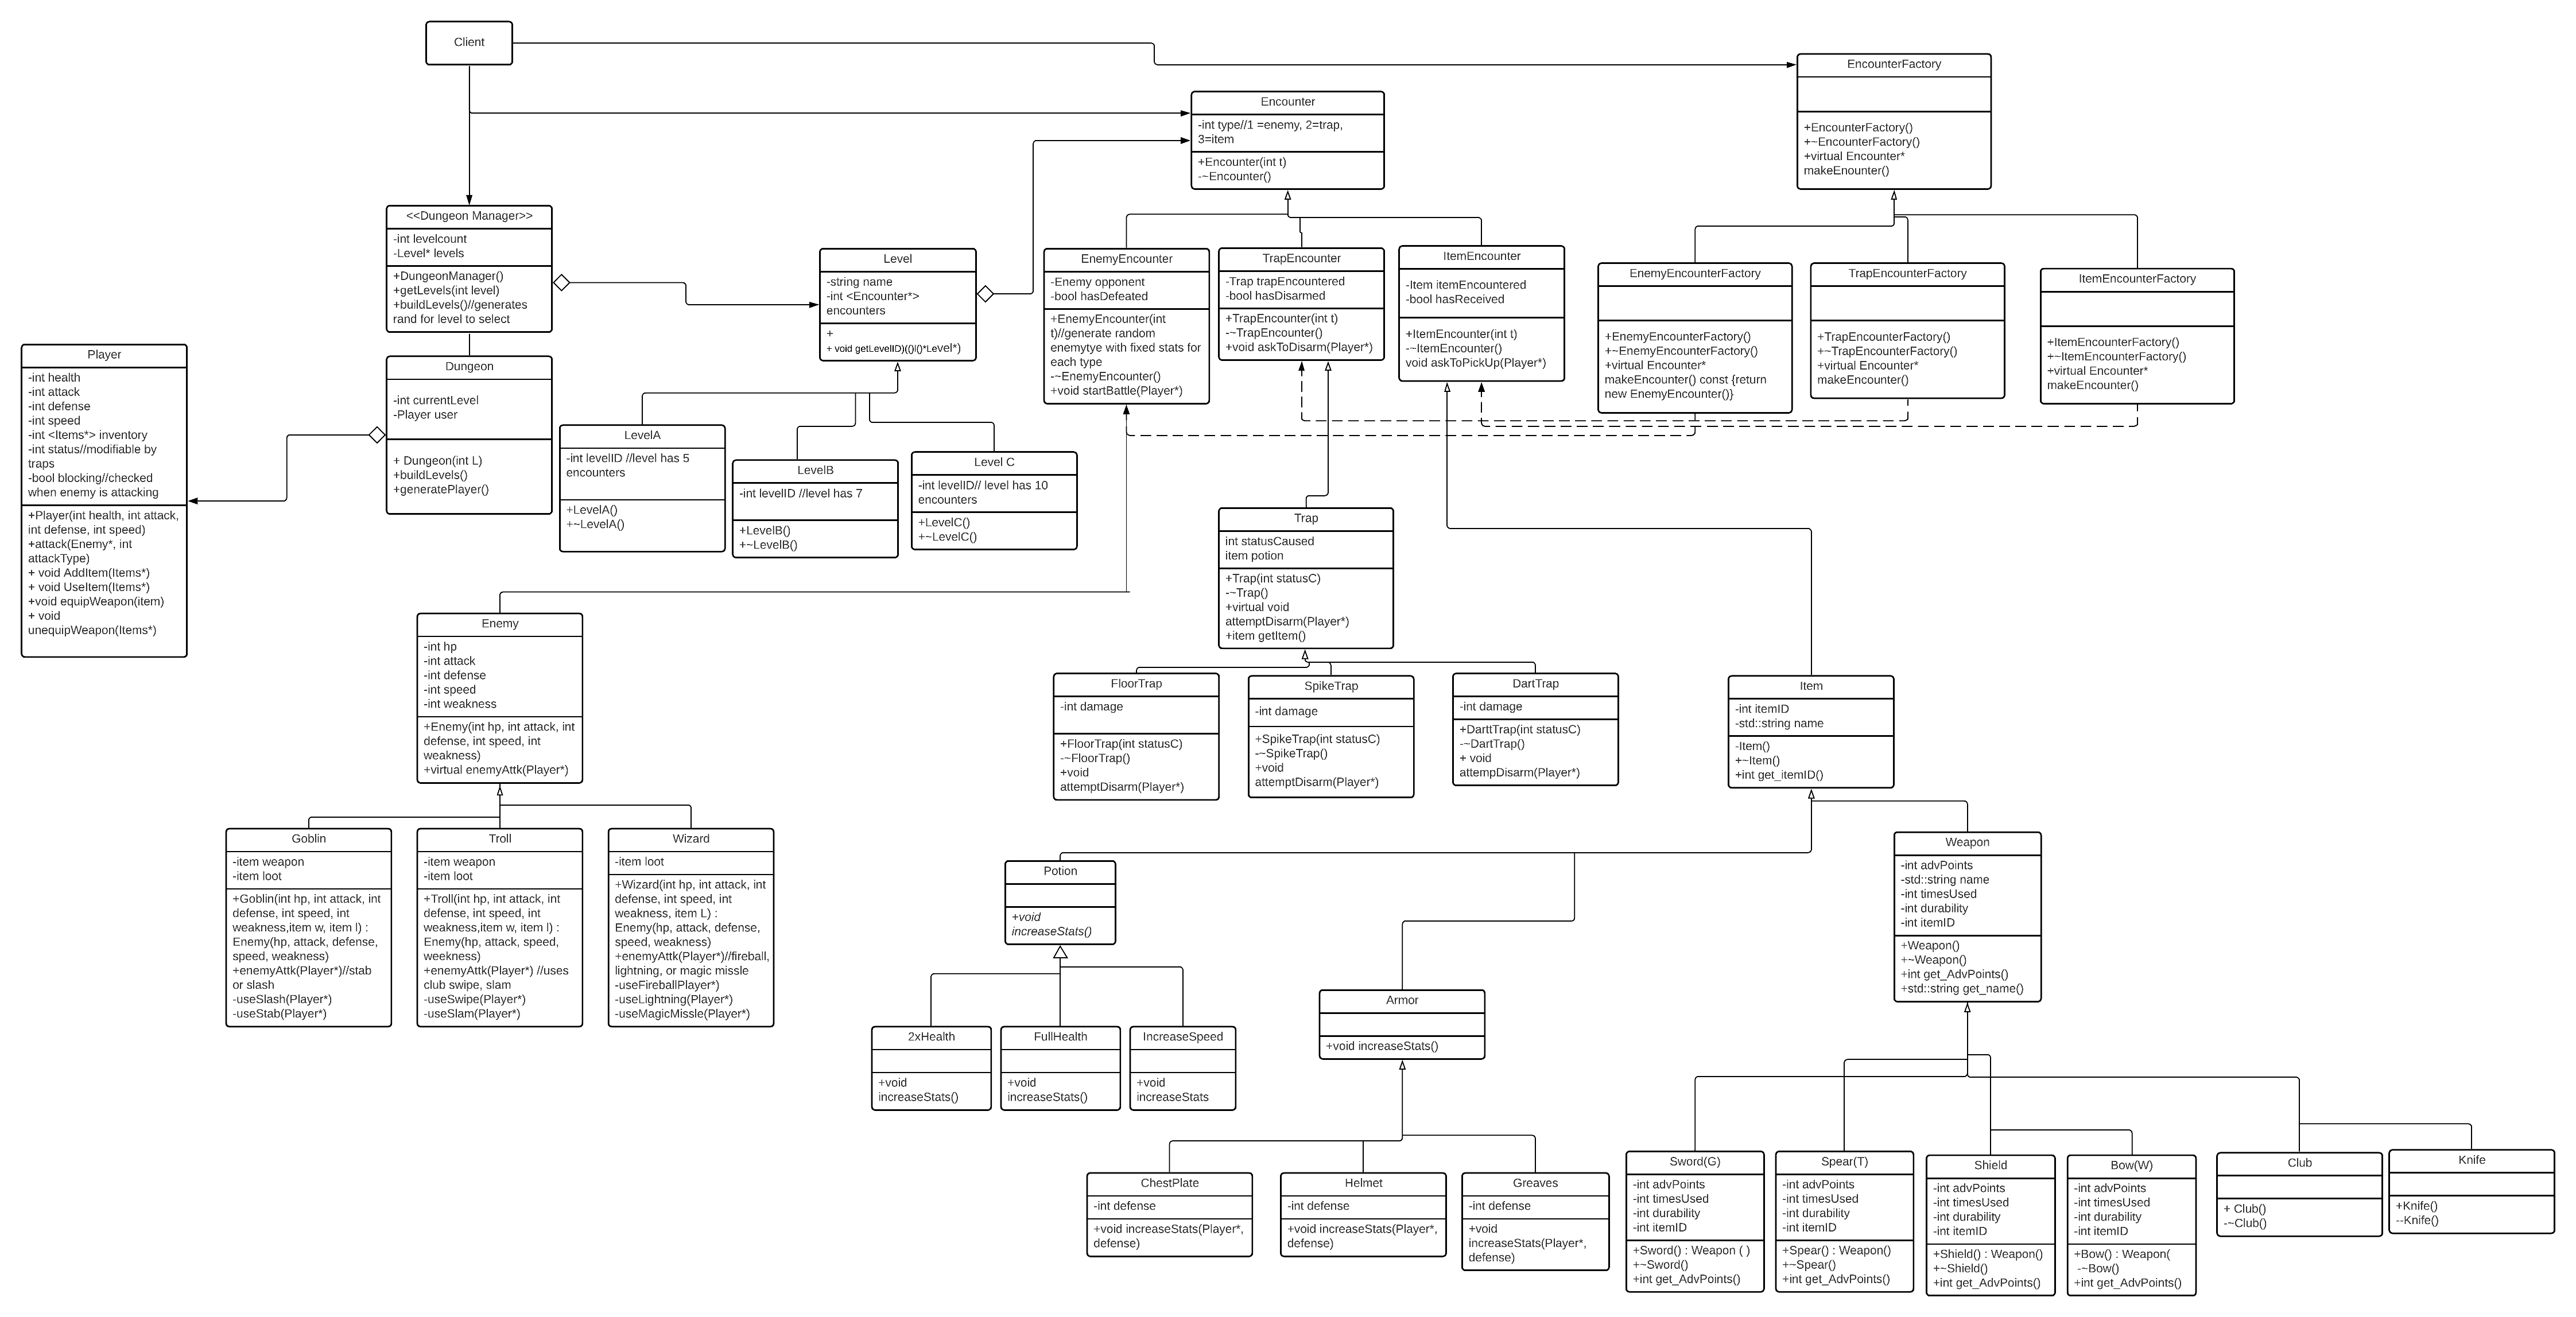 Client
EncounterFactory
+EncounterFactory()
+~EncounterFactory()
+virtual Encounter*
makeEnounter()
Encounter
-int type//1 =enemy, 2=trap,
3=item
+Encounter(int t)
-~Encounter()
<<Dungeon Manager>>
-int levelcount
-Level* levels
+DungeonManager()
+getLevels(int level)
+buildLevels()//generates
rand for level to select
Level
-string name
-int <Encounter*>
encounters
+
+ void getLevelID)(()l()*Level*)
EnemyEncounter
-Enemy opponent
-bool hasDefeated
+EnemyEncounter(int
t)//generate random
enemytye with fixed stats for
each type
-~EnemyEncounter()
+void startBattle(Player*)
TrapEncounter
-Trap trapEncountered
-bool hasDisarmed
+TrapEncounter(int t)
-~TrapEncounter()
+void askToDisarm(Player*)
ItemEncounter
-Item itemEncountered
-bool hasReceived
+ItemEncounter(int t)
-~ItemEncounter()
void askToPickUp(Player*)
EnemyEncounterFactory
+EnemyEncounterFactory()
+~EnemyEncounterFactory()
+virtual Encounter*
makeEncounter() const {return
new EnemyEncounter()}
TrapEncounterFactory
+TrapEncounterFactory()
+~TrapEncounterFactory()
+virtual Encounter*
makeEncounter()
ItemEncounterFactory
+ItemEncounterFactory()
+~ItemEncounterFactory()
+virtual Encounter*
makeEncounter()
Player
-int health
-int attack
-int defense
-int speed
-int <Items*> inventory
-int status//modifiable by
traps
-bool blocking//checked
when enemy is attacking
+Player(int health, int attack,
int defense, int speed)
+attack(Enemy*, int
attackType)
+ void AddItem(Items*)
+ void UseItem(Items*)
+void equipWeapon(item)
+ void
unequipWeapon(Items*)
Dungeon
-int currentLevel
-Player user
+ Dungeon(int L)
+buildLevels()
+generatePlayer()
LevelA
-int levelID //level has 5
encounters
+LevelA()
+~LevelA()
LevelB
-int levelID //level has 7
+LevelB()
+~LevelB()
Level C
-int levelID// level has 10
encounters
+LevelC()
+~LevelC()
Trap
int statusCaused
item potion
+Trap(int statusC)
-~Trap()
+virtual void
attemptDisarm(Player*)
+item getItem()
Enemy
-int hp
-int attack
-int defense
-int speed
-int weakness
+Enemy(int hp, int attack, int
defense, int speed, int
weakness)
+virtual enemyAttk(Player*)
FloorTrap
-int damage
+FloorTrap(int statusC)
-~FloorTrap()
+void
attemptDisarm(Player*)
SpikeTrap
-int damage
+SpikeTrap(int statusC)
-~SpikeTrap()
+void
attemptDisarm(Player*)
DartTrap
-int damage
+DarttTrap(int statusC)
-~DartTrap()
+ void
attempDisarm(Player*)
Item
-int itemID
-std::string name
-Item()
+~Item()
+int get_itemID()
Goblin
-item weapon
-item loot
+Goblin(int hp, int attack, int
defense, int speed, int
weakness,item w, item l) :
Enemy(hp, attack, defense,
speed, weakness)
+enemyAttk(Player*)//stab
or slash
-useSlash(Player*)
-useStab(Player*)
Troll
-item weapon
-item loot
+Troll(int hp, int attack, int
defense, int speed, int
weakness,item w, item l) :
Enemy(hp, attack, speed,
weekness)
+enemyAttk(Player*) //uses
club swipe, slam
-useSwipe(Player*)
-useSlam(Player*)
Wizard
-item loot
+Wizard(int hp, int attack, int
defense, int speed, int
weakness, item L) :
Enemy(hp, attack, defense,
speed, weakness)
+enemyAttk(Player*)//fireball,
lightning, or magic missle
-useFireballPlayer*)
-useLightning(Player*)
-useMagicMissle(Player*)
Potion
+void
increaseStats()
Weapon
-int advPoints
-std::string name
-int timesUsed
-int durability
-int itemID
+Weapon()
+~Weapon()
+int get_AdvPoints()
+std::string get_name()
Armor
+void increaseStats()
2xHealth
+void
increaseStats()
FullHealth
+void
increaseStats()
IncreaseSpeed
+void
increaseStats
ChestPlate
-int defense
+void increaseStats(Player*,
defense)
Helmet
-int defense
+void increaseStats(Player*,
defense)
Greaves
-int defense
+void
increaseStats(Player*,
defense)
Sword(G)
-int advPoints
-int timesUsed
-int durability
-int itemID
+Sword() : Weapon ( )
+~Sword()
+int get_AdvPoints()
Spear(T)
-int advPoints
-int timesUsed
-int durability
-int itemID
+Spear() : Weapon()
+~Spear()
+int get_AdvPoints()
Shield
-int advPoints
-int timesUsed
-int durability
-int itemID
+Shield() : Weapon()
+~Shield()
+int get_AdvPoints()
Bow(W)
-int advPoints
-int timesUsed
-int durability
-int itemID
+Bow() : Weapon(
-~Bow()
+int get_AdvPoints()
Club
+ Club()
-~Club()
Knife
+Knife()
--Knife()